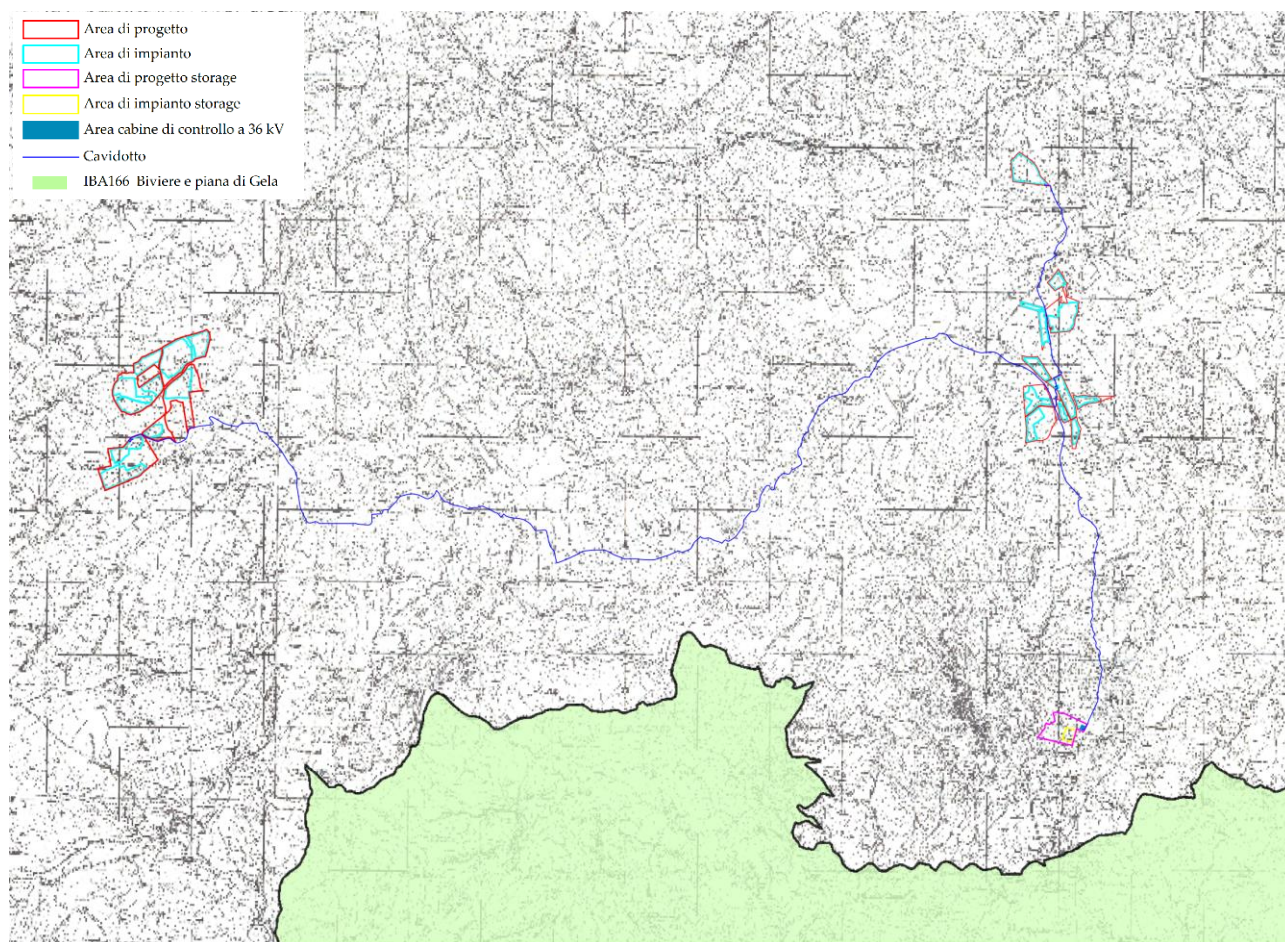 Area di progetto
Area di impianto
Area di progetto storage
Area di impianto storage
Area cabine di controllo a 36 kV
Cavidotto
IBA166 Biviere e piana di Gela